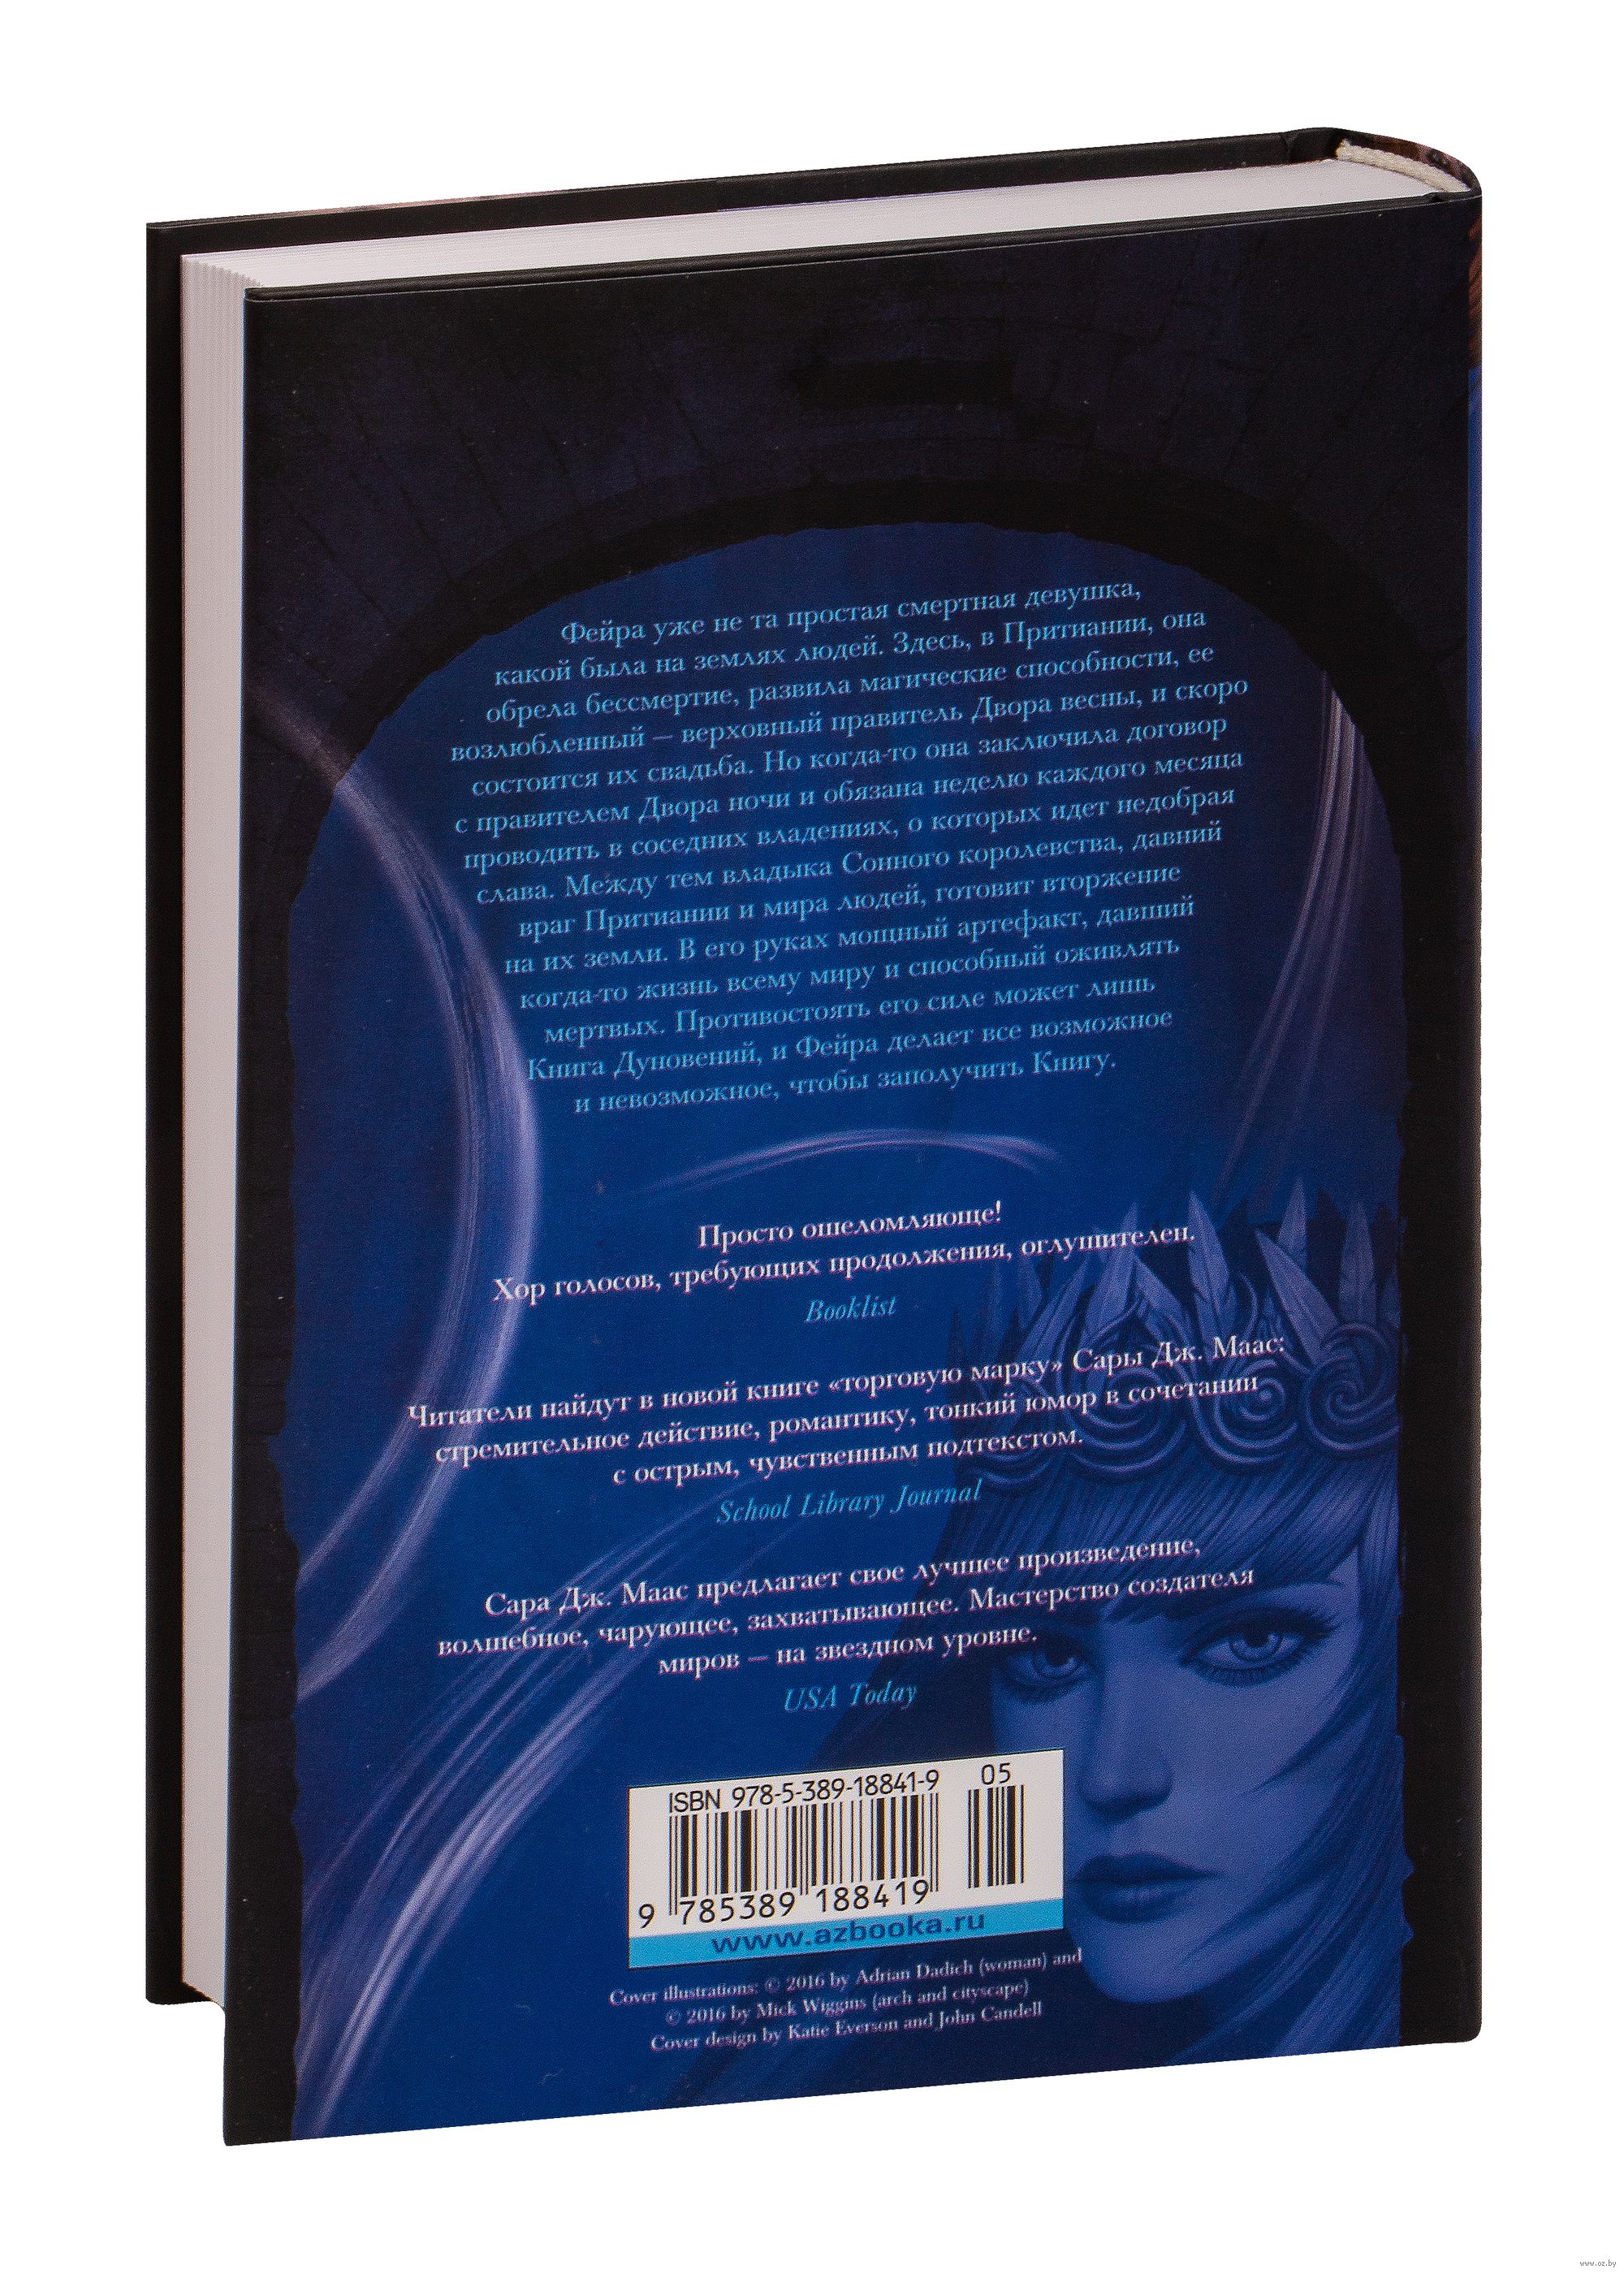 Фейра уже не та простая смертная девушка,
какой была на землях людей. Здесь, в Притиании, она
обрела бессмертие, развила магические способности, ее
возлюбленный — верховный правитель Двора весны, и скоро
состоится их свадьба. Но когда-то она заключила договор
с правителем Двора ночи и обязана неделю каждого месяца
проводить в соседних владениях, о которых идет недобрая
слава. Между тем владыка Сонного королевства, давний
враг Притиании и мира людей, готовит вторжение
на их земли. В его руках мощный артефакт, давший
когда-то жизнь всему миру и способный оживлять
мертвых. Противостоять его силе может лишь
Книга Дуновений, и Фейра делает все возможное
и невозможное, чтобы заполучить Книгу.
Просто ошеломляюще!
Хор голосов, требующих продолжения, оглушителен.
Booklist
Читатели найдут в новой книге «торговую марку» Сары Дж. Маас:
стремительное действие, романтику, тонкий юмор в сочетании
с острым, чувственным подтекстом.
School Library Journal
Сара Дж. Маас предлагает свое лучшее произведение,
волшебное, чарующее, захватывающее. Мастерство создателя
миров — на звездном уровне.
USA Today
ISBN 978-5-389-18841-9 05
9 785389 188419
www.azbooka.ru
Cover illustrations: © 2016 by Adrian Dadich (woman) and
© 2016 by Mick Wiggins (arch and cityscape)
Cover design by Katie Everson and John Candell
www.oz.by